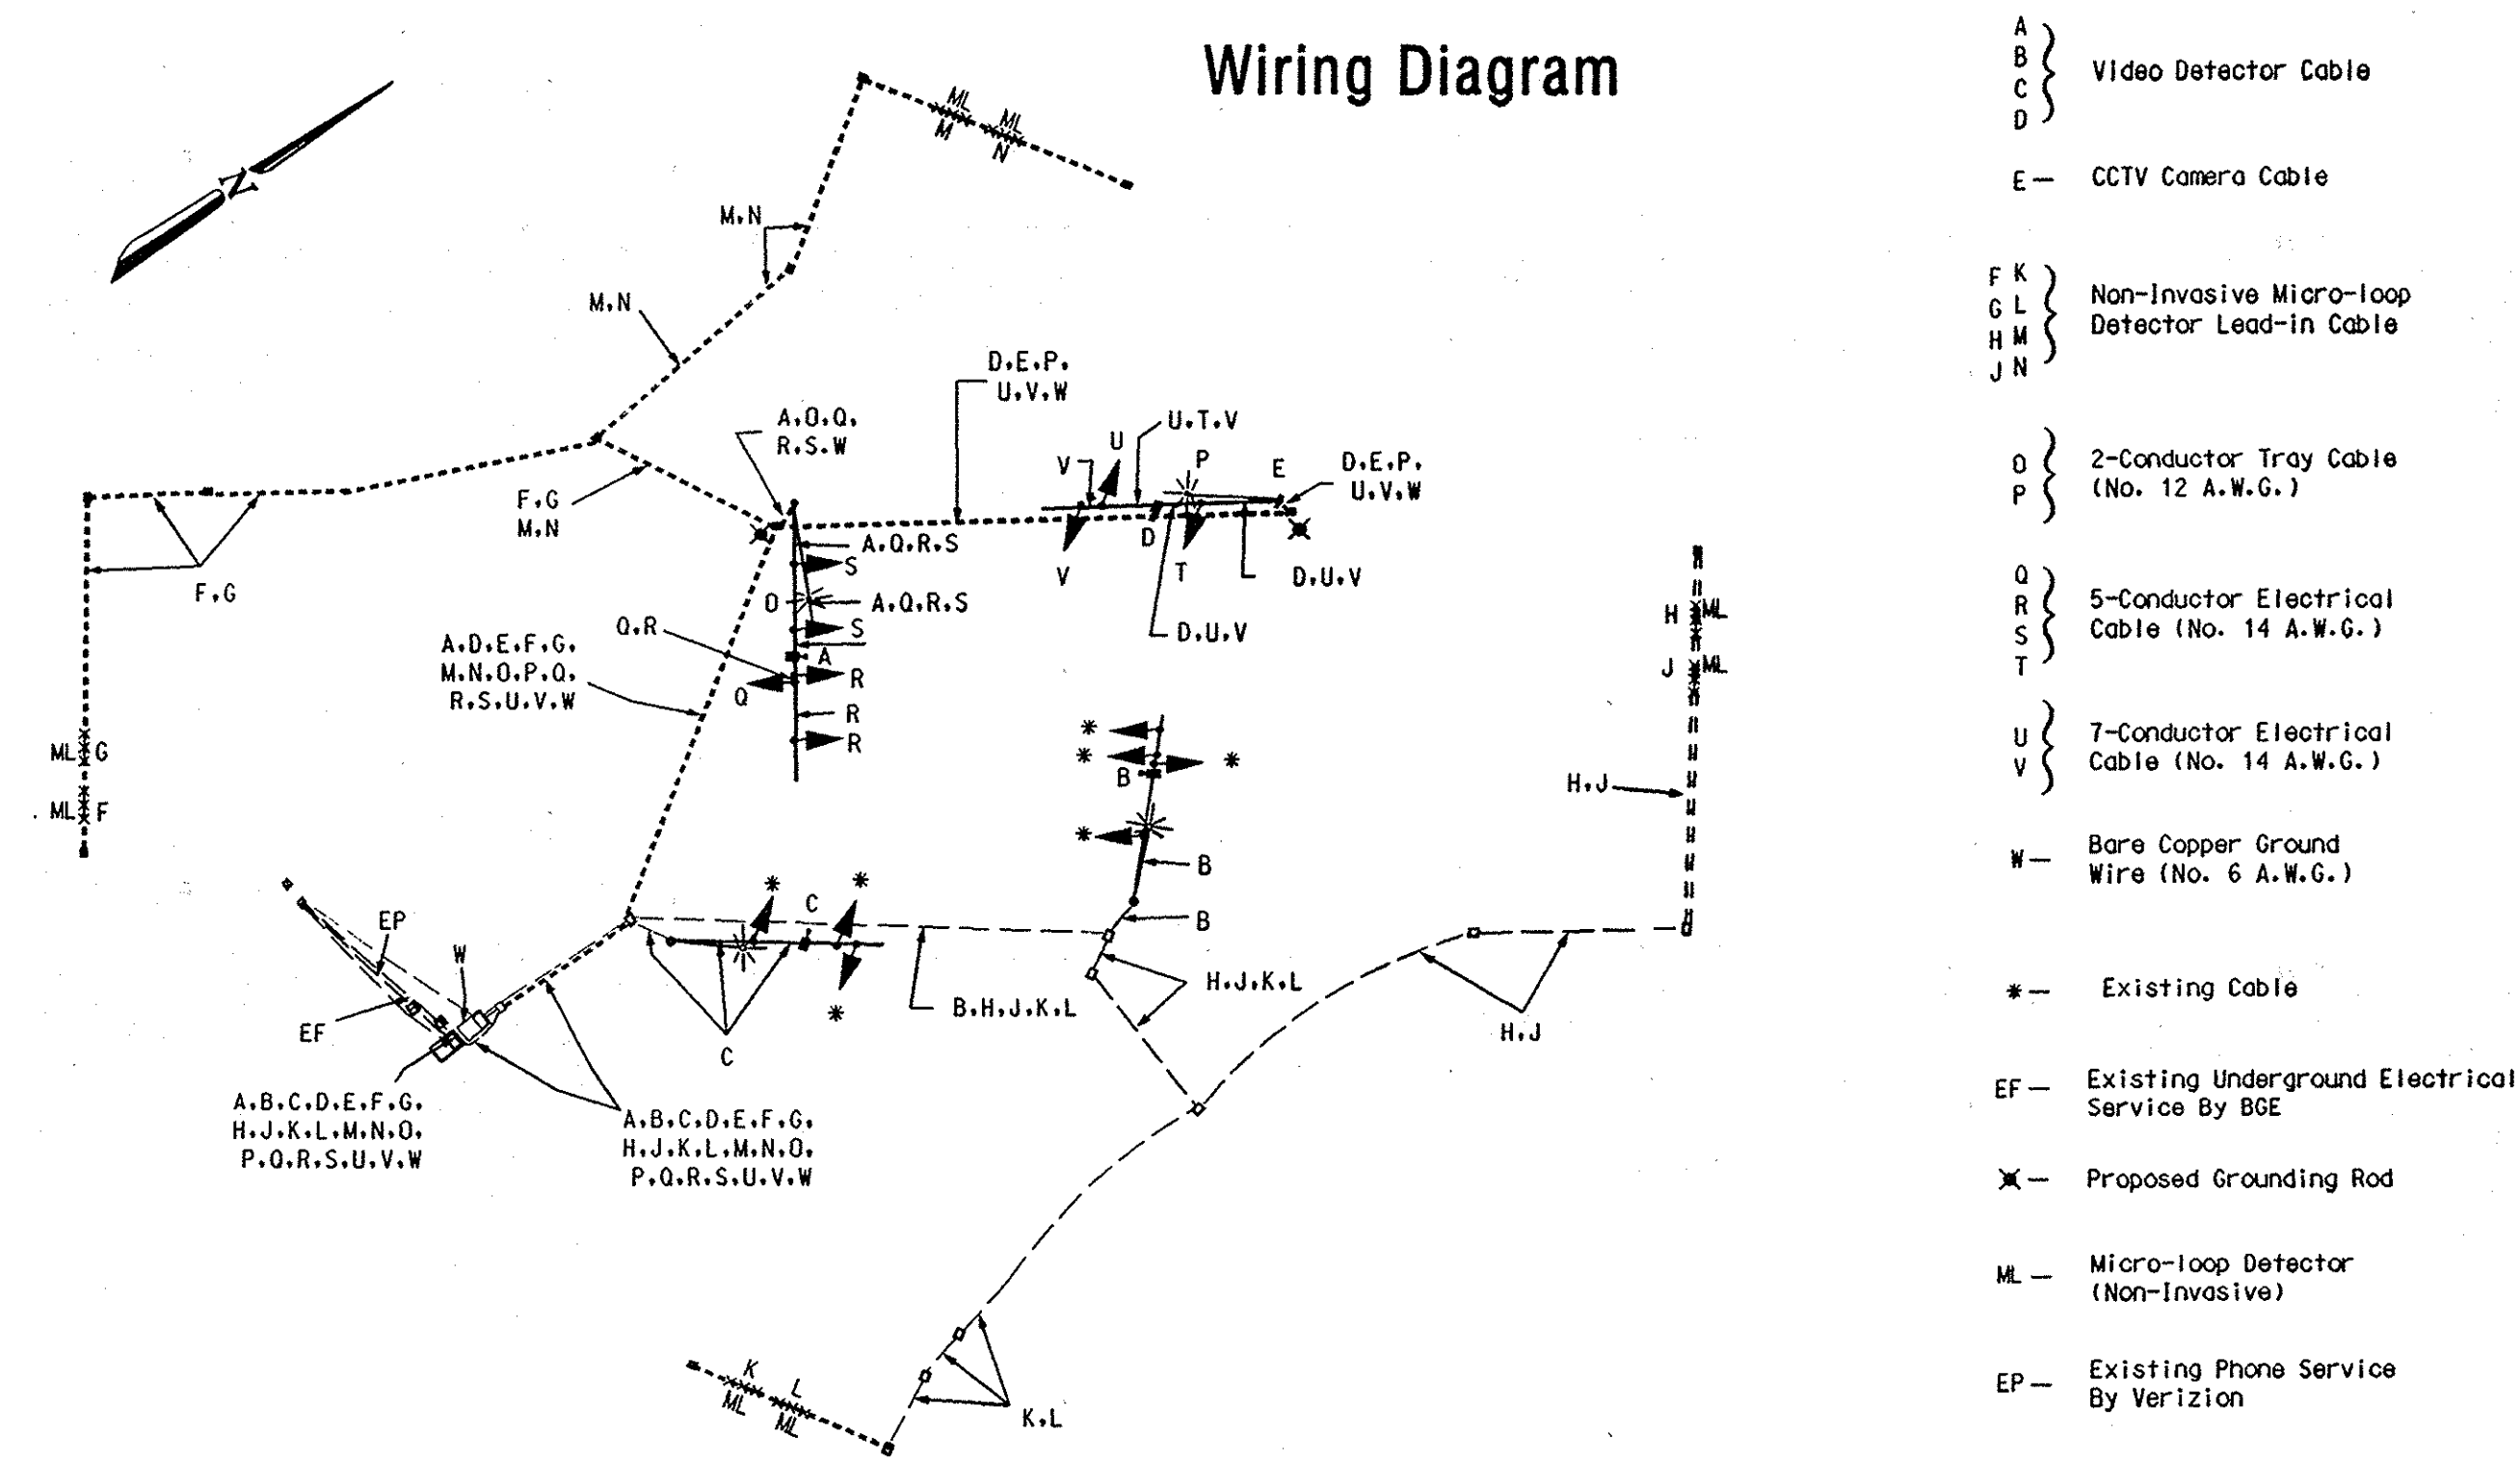 Wiring Diagram
N
ML
M
ML
N
M,N
M,N
D,E,P,
U,V,W
A,O,Q,
R,S,W
U,T,V
U
V
P
E
D,E,P,
U,V,W
F,G
M,N
A,Q,R,S
S
D
V
T
D,U,V
F,G
O
A,Q,R,S
Q,R
S
D,U,V
A
A,D,E,F,G,
M,N,O,P,Q,
R,S,U,V,W
Q
R
R
R
H
ML
J
ML
ML
G
ML
F
*
*
*
B
H,J
*
B
B
*
*
C
EP
W
EF
*
C
B,H,J,K,L
H,J,K,L
H,J
A,B,C,D,E,F,G,
H,J,K,L,M,N,O,
P,Q,R,S,U,V,W
A,B,C,D,E,F,G,
H,J,K,L,M,N,O,
P,Q,R,S,U,V,W
K
ML
L
ML
K,L
A
B
C
D
Video Detector Cable
E — CCTV Camera Cable
F K
G L
H M
J N
Non-Invasive Micro-loop
Detector Lead-in Cable
O
P
2-Conductor Tray Cable
(No. 12 A.W.G.)
Q
R
S
T
5-Conductor Electrical
Cable (No. 14 A.W.G.)
U
V
7-Conductor Electrical
Cable (No. 14 A.W.G.)
W — Bare Copper Ground
Wire (No. 6 A.W.G.)
* — Existing Cable
EF — Existing Underground Electrical
Service By BGE
— Proposed Grounding Rod
ML — Micro-loop Detector
(Non-Invasive)
EP — Existing Phone Service
By Verizion